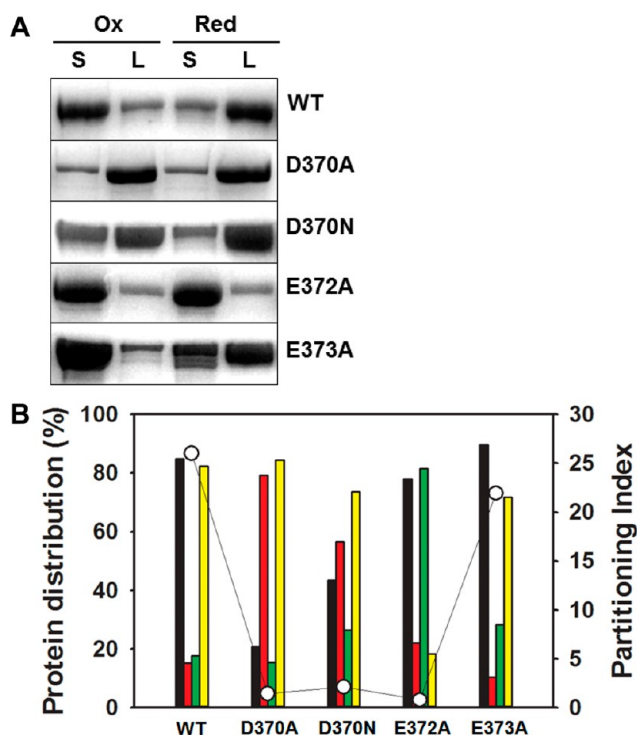 A
Ox Red
S L S L
WT
D370A
D370N
E372A
E373A
B
Protein distribution (%)
100
80
60
40
20
0
Partitioning Index
30
25
20
15
10
5
0
WT D370A D370N E372A E373A